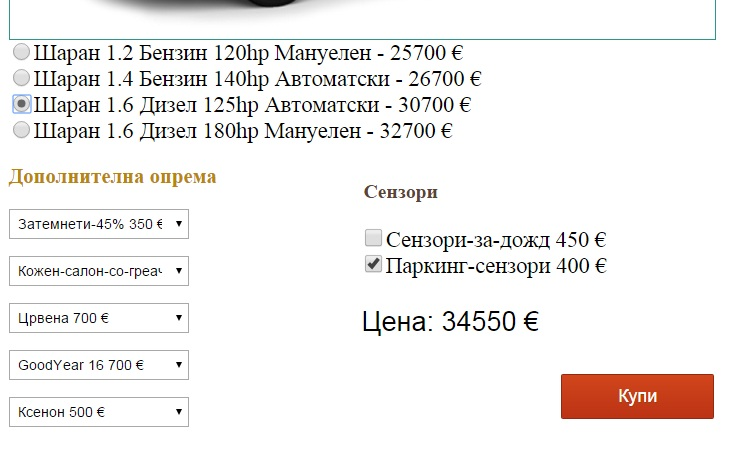 Шаран 1.2 Бензин 120hp Мануелен - 25700 €
Шаран 1.4 Бензин 140hp Автоматски - 26700 €
Шаран 1.6 Дизел 125hp Автоматски - 30700 €
Шаран 1.6 Дизел 180hp Мануелен - 32700 €
Дополнителна опрема
Затемнети-45% 350 €
Кожен-салон-со-греач
Црвена 700 €
GoodYear 16 700 €
Ксенон 500 €
Сензори
Сензори-за-дожд 450 €
Паркинг-сензори 400 €
Цена: 34550 €
Купи